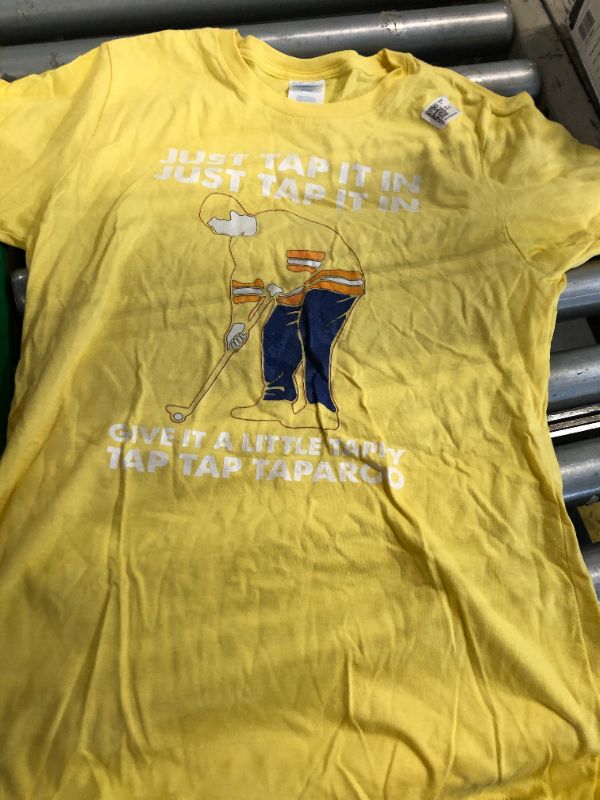 JUST TAP IT IN
JUST TAP IT IN
GIVE IT A LITTLE TAPPY
TAP TAP TAPAROO